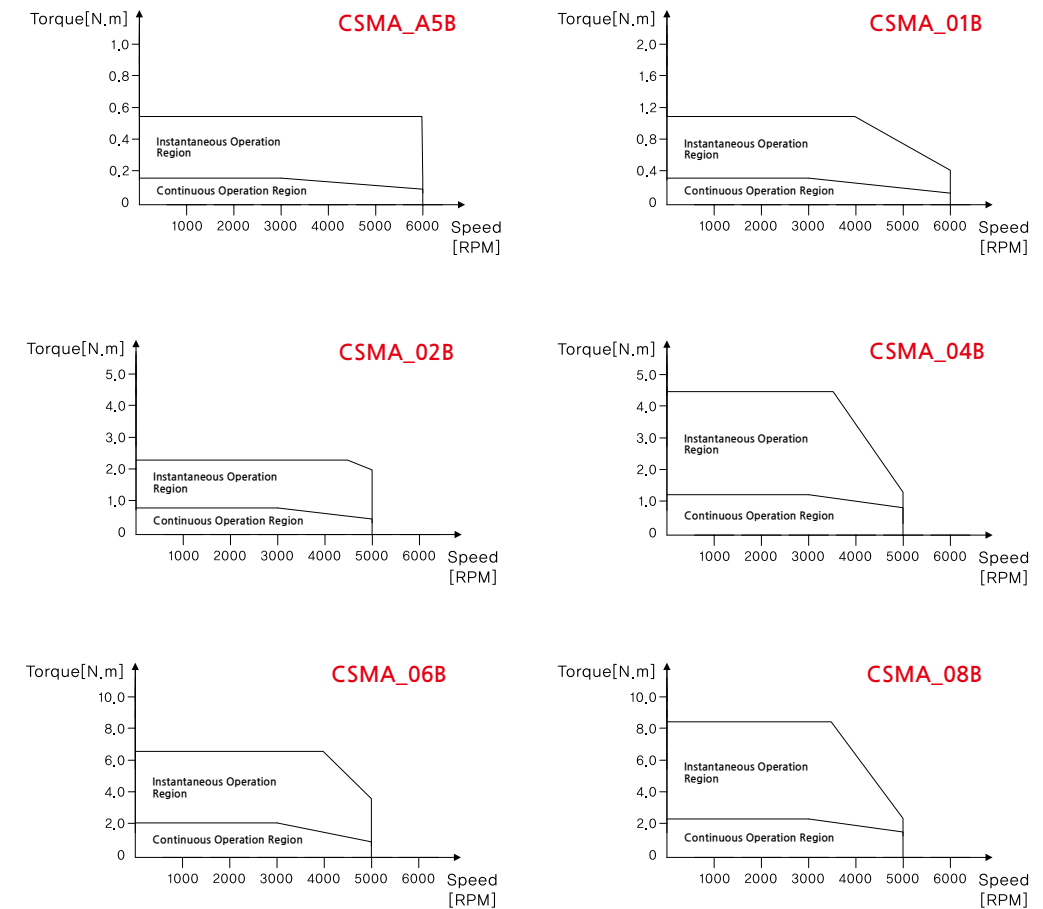 Torque[N.m]
CSMA_A5B
1.0
0.8
0.6
0.4
0.2
0
Instantaneous Operation
Region
Continuous Operation Region
1000 2000 3000 4000 5000 6000 Speed
[RPM]
Torque[N.m]
CSMA_01B
2.0
1.6
1.2
0.8
0.4
0
Instantaneous Operation
Region
Continuous Operation Region
1000 2000 3000 4000 5000 6000 Speed
[RPM]
Torque[N.m]
CSMA_02B
5.0
4.0
3.0
2.0
1.0
0
Instantaneous Operation
Region
Continuous Operation Region
1000 2000 3000 4000 5000 6000 Speed
[RPM]
Torque[N.m]
CSMA_04B
5.0
4.0
3.0
2.0
1.0
0
Instantaneous Operation
Region
Continuous Operation Region
1000 2000 3000 4000 5000 6000 Speed
[RPM]
Torque[N.m]
CSMA_06B
10.0
8.0
6.0
4.0
2.0
0
Instantaneous Operation
Region
Continuous Operation Region
1000 2000 3000 4000 5000 6000 Speed
[RPM]
Torque[N.m]
CSMA_08B
10.0
8.0
6.0
4.0
2.0
0
Instantaneous Operation
Region
Continuous Operation Region
1000 2000 3000 4000 5000 6000 Speed
[RPM]